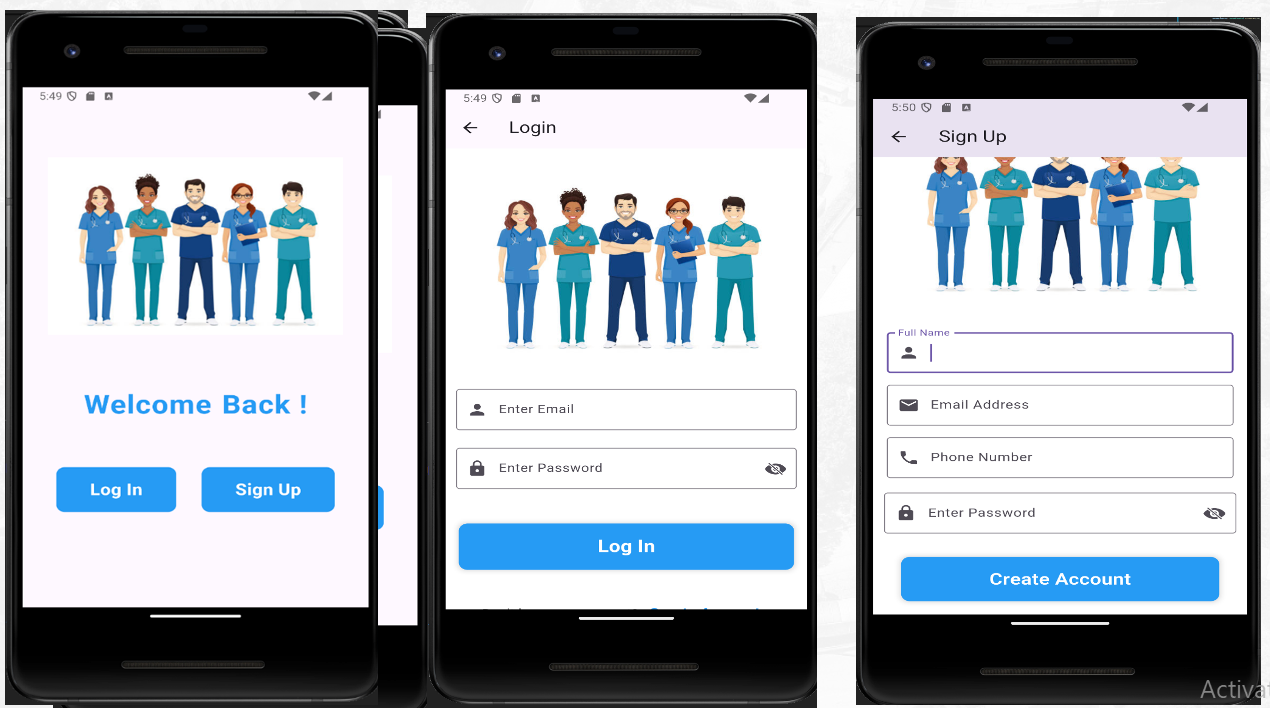 5:49
Welcome Back !
Log In
Sign Up
5:49
Login
Enter Email
Enter Password
Log In
5:50
Sign Up
Full Name
Email Address
Phone Number
Enter Password
Create Account